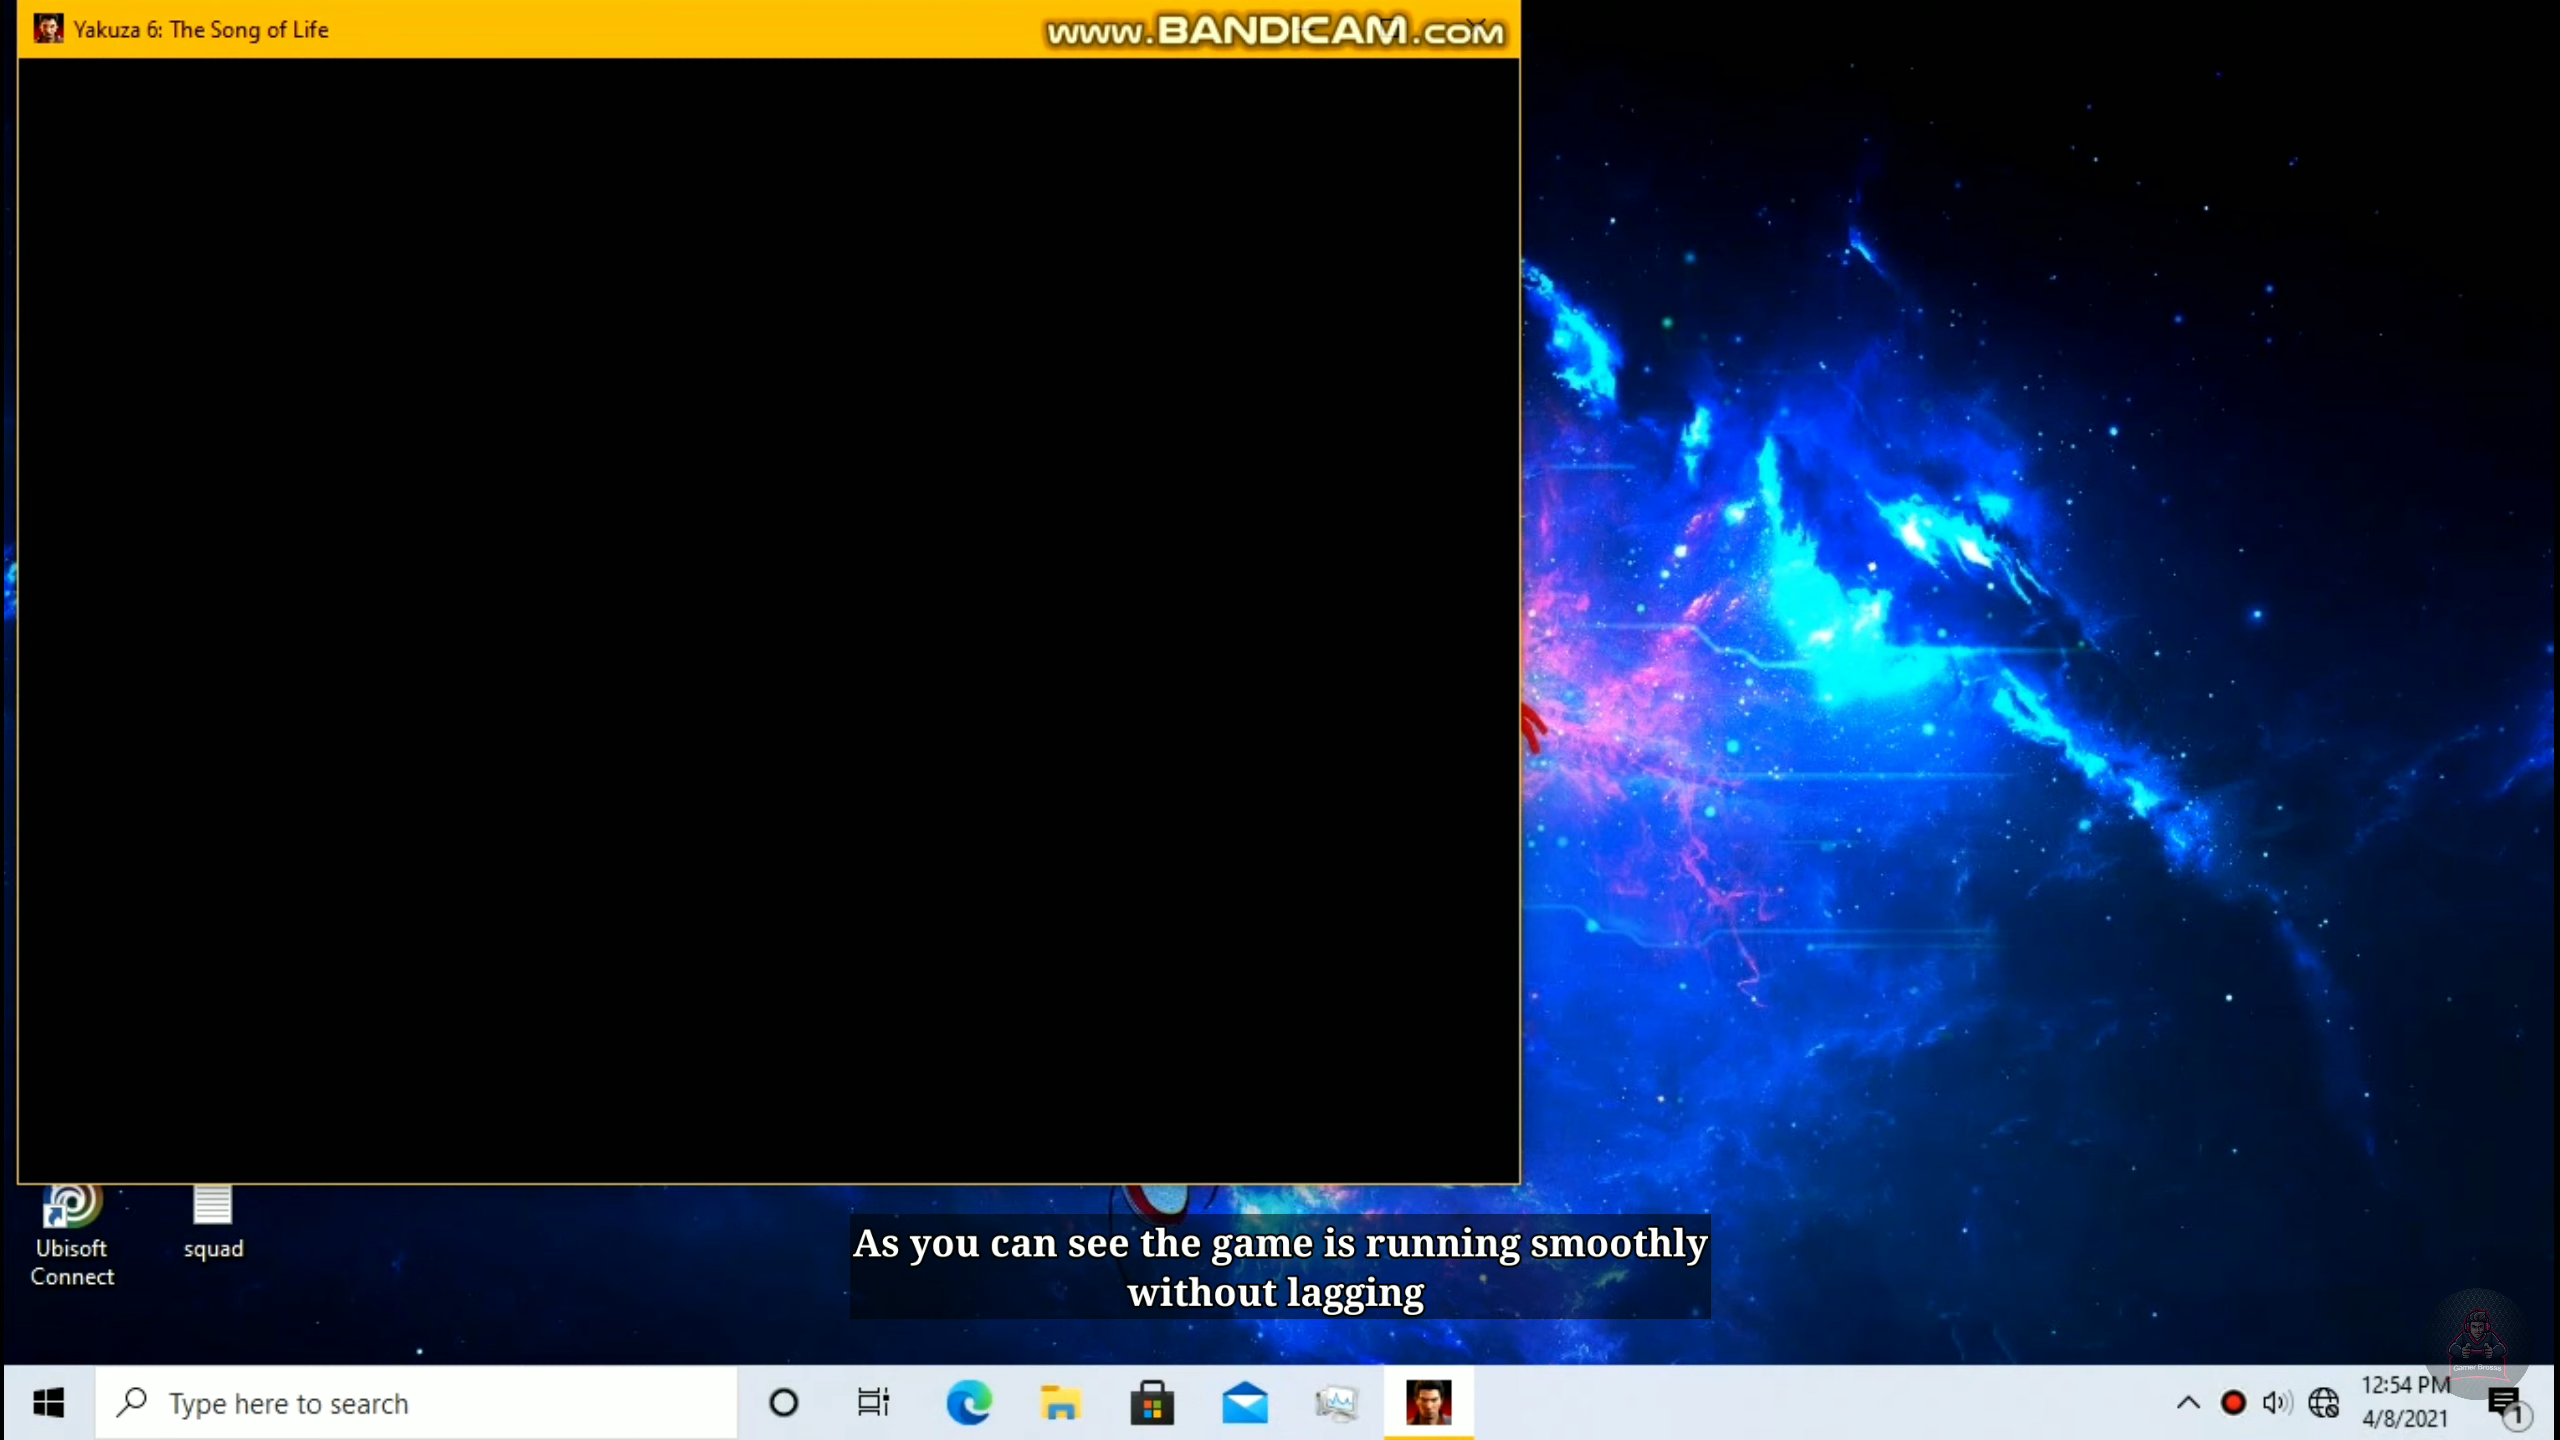 Yakuza 6: The Song of Life
www.BANDICAM.com
Ubisoft
Connect
squad
As you can see the game is running smoothly
without lagging
Type here to search
12:54 PM
4/8/2021
1